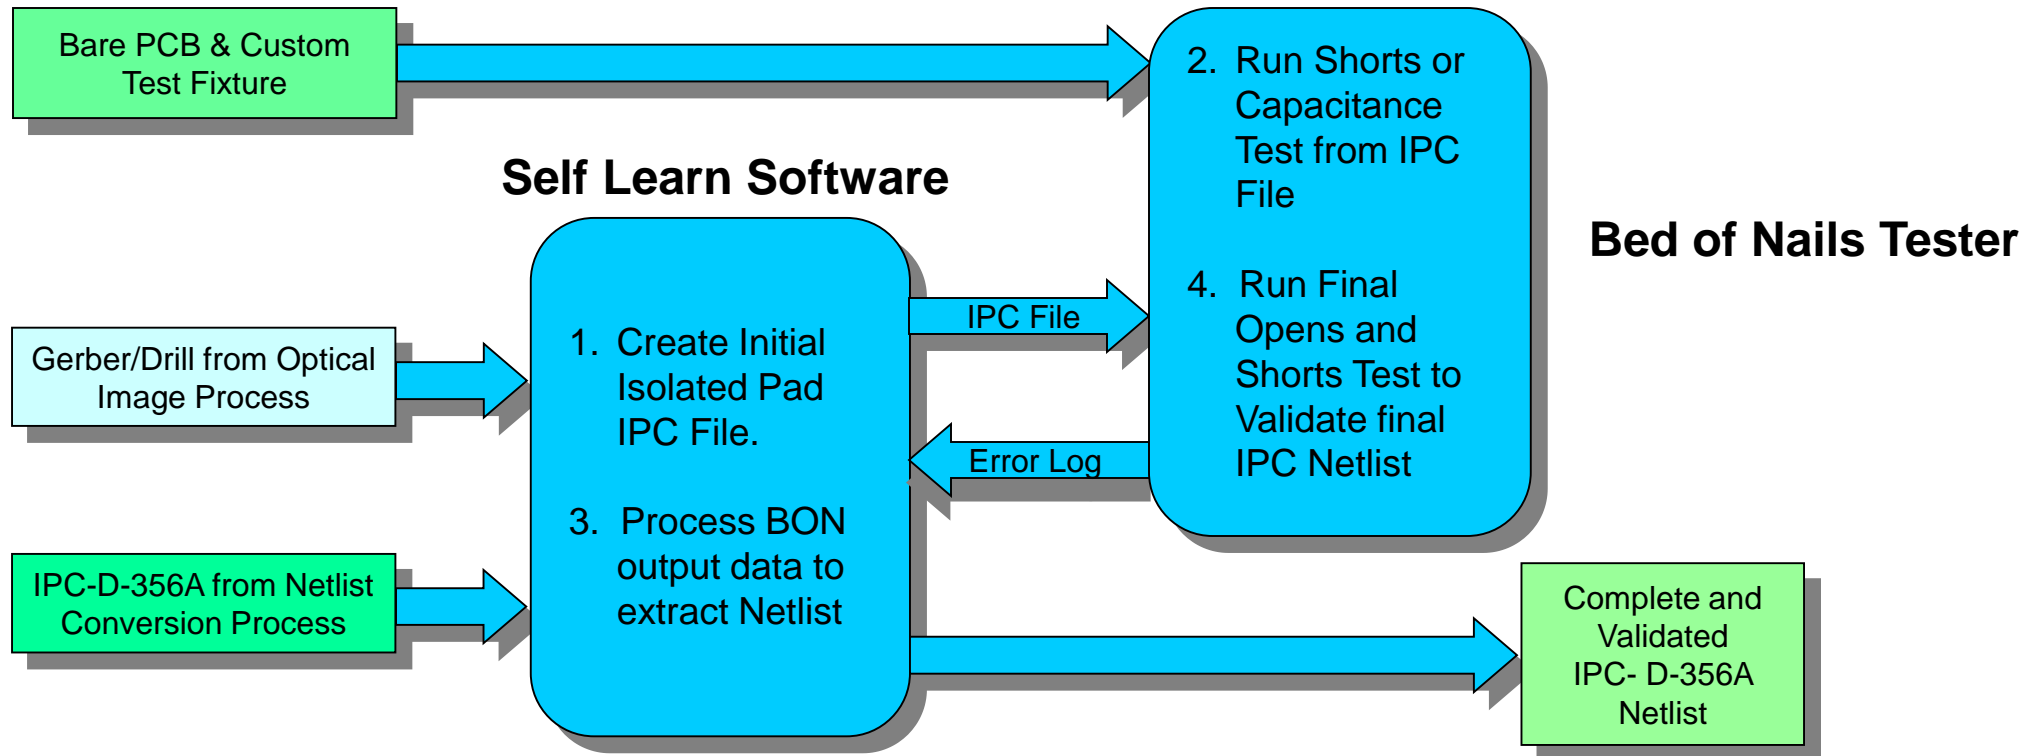 Bare PCB & Custom
Test Fixture
2. Run Shorts or
Capacitance
Test from IPC
File
4. Run Final
Opens and
Shorts Test to
Validate final
IPC Netlist
Self Learn Software
Bed of Nails Tester
Gerber/Drill from Optical
Image Process
1. Create Initial
Isolated Pad
IPC File.
3. Process BON
output data to
extract Netlist
IPC File
Error Log
IPC-D-356A from Netlist
Conversion Process
Complete and
Validated
IPC- D-356A
Netlist